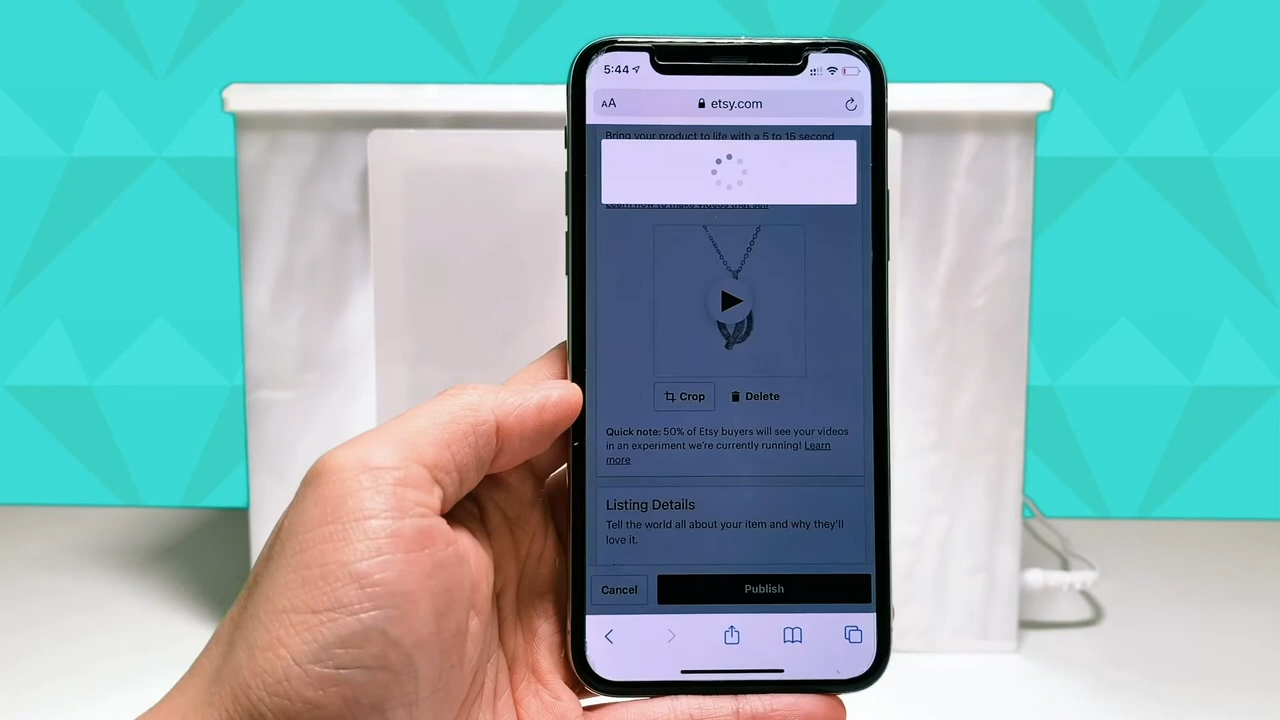 5:44
AA etsy.com
Bring your product to life with a 5 to 15 second
Learn how to make videos that sell
Crop Delete
Quick note: 50% of Etsy buyers will see your videos
in an experiment we're currently running! Learn
more
Listing Details
Tell the world all about your item and why they'll
love it.
Cancel Publish